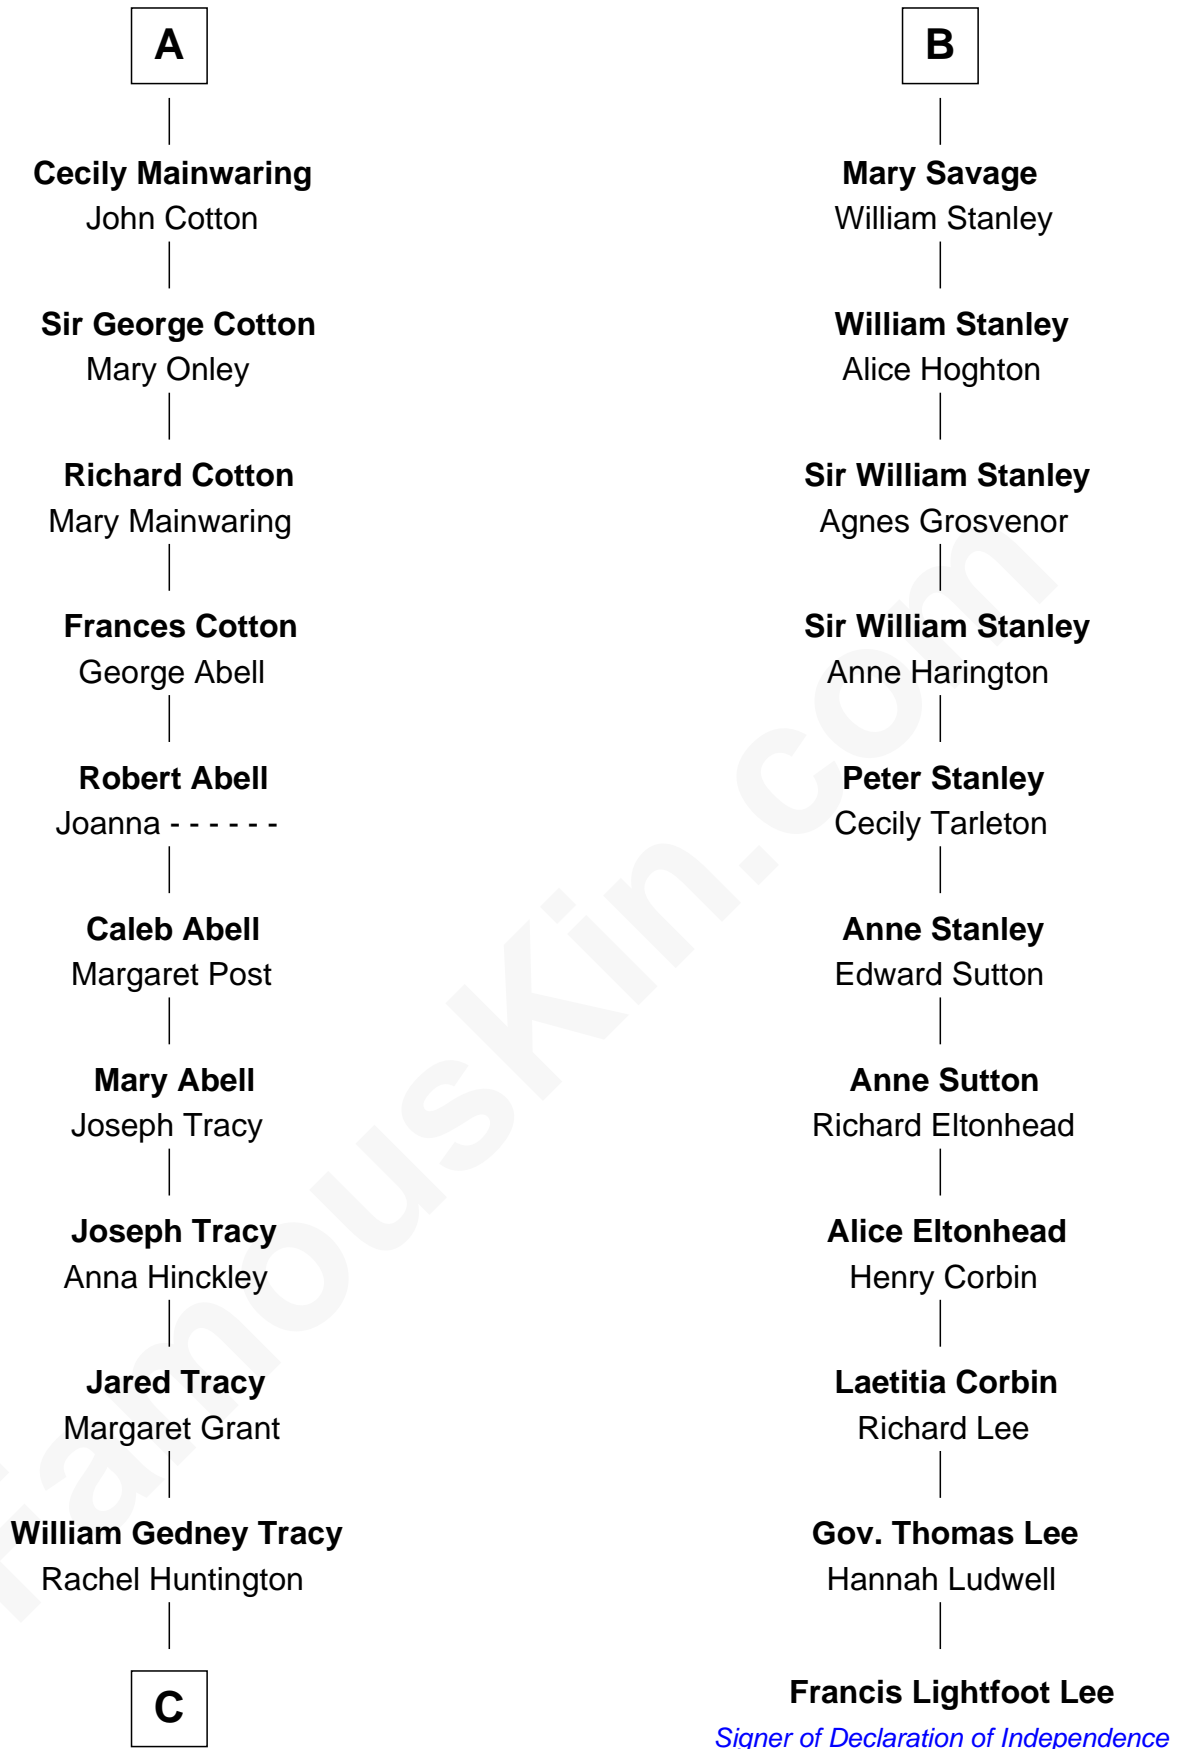 A
Cecily Mainwaring
John Cotton
Sir George Cotton
Mary Onley
Richard Cotton
Mary Mainwaring
Frances Cotton
George Abell
Robert Abell
Joanna - - - - - -
Caleb Abell
Margaret Post
Mary Abell
Joseph Tracy
Joseph Tracy
Anna Hinckley
Jared Tracy
Margaret Grant
William Gedney Tracy
Rachel Huntington
C
B
Mary Savage
William Stanley
William Stanley
Alice Hoghton
Sir William Stanley
Agnes Grosvenor
Sir William Stanley
Anne Harington
Peter Stanley
Cecily Tarleton
Anne Stanley
Edward Sutton
Anne Sutton
Richard Eltonhead
Alice Eltonhead
Henry Corbin
Laetitia Corbin
Richard Lee
Gov. Thomas Lee
Hannah Ludwell
Francis Lightfoot Lee
Signer of Declaration of Independence
FamousKin.com